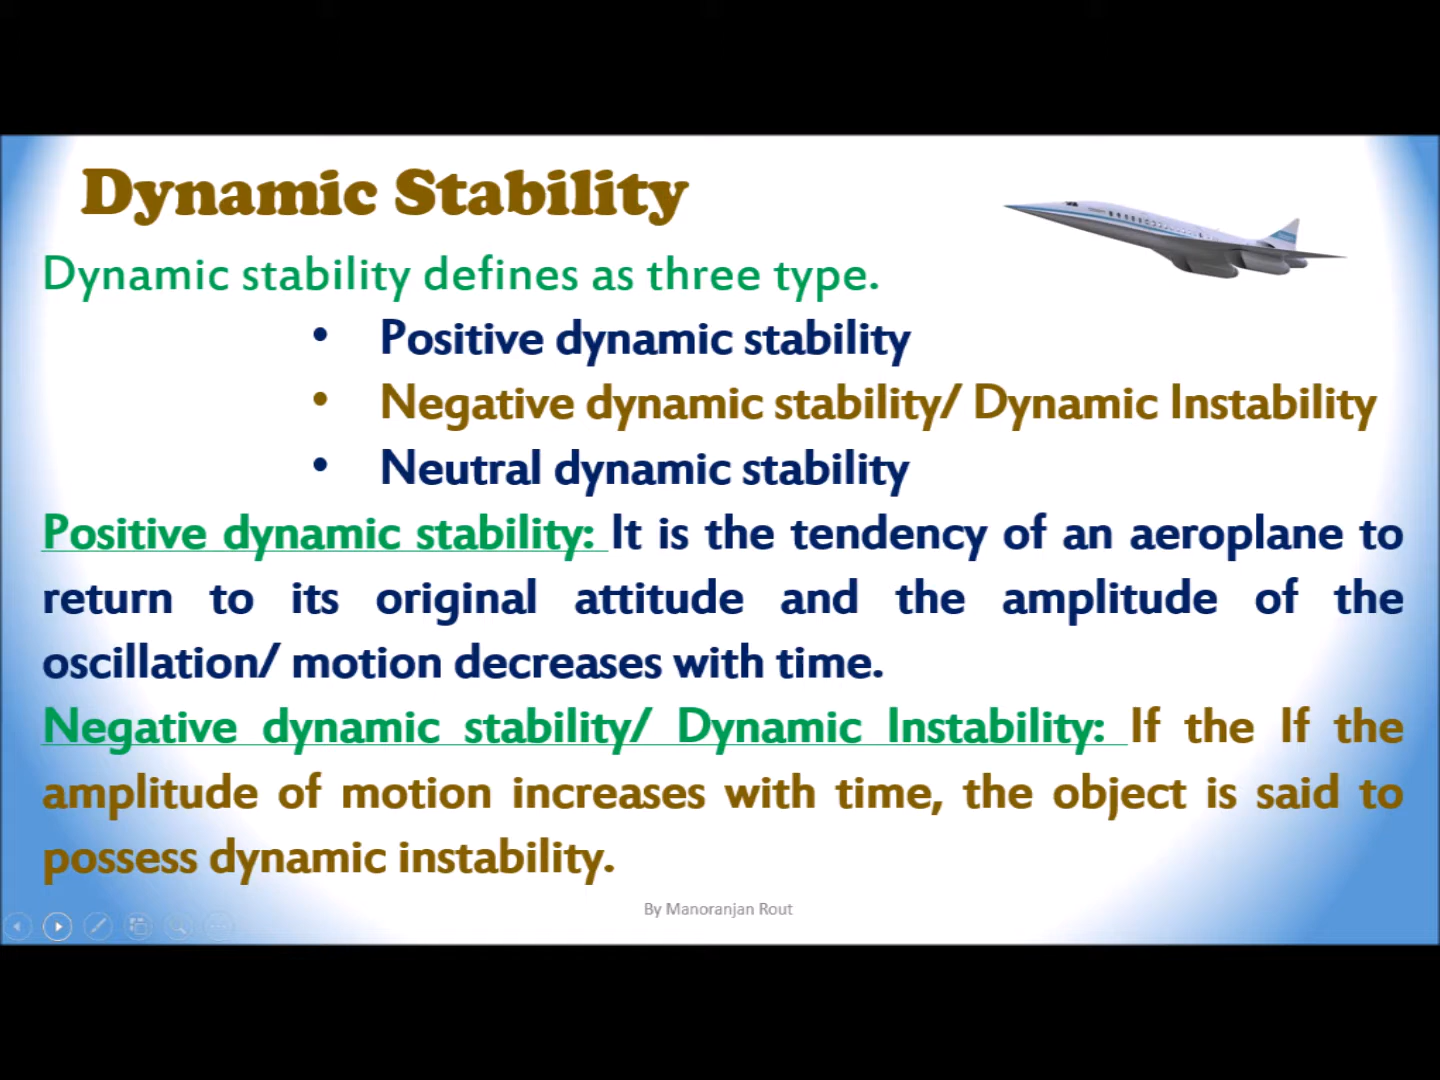 Dynamic Stability
Dynamic stability defines as three type.
• Positive dynamic stability
• Negative dynamic stability/ Dynamic Instability
• Neutral dynamic stability
Positive dynamic stability: It is the tendency of an aeroplane to
return to its original attitude and the amplitude of the
oscillation/ motion decreases with time.
Negative dynamic stability/ Dynamic Instability: If the If the
amplitude of motion increases with time, the object is said to
possess dynamic instability.
By Manoranjan Rout